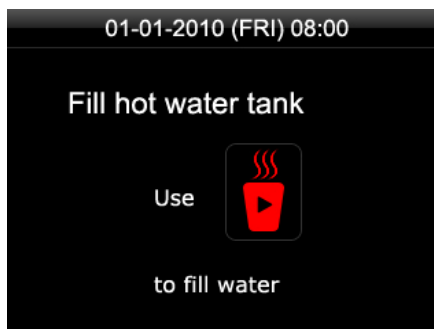 01-01-2010 (FRI) 08:00
Fill hot water tank
Use
to fill water